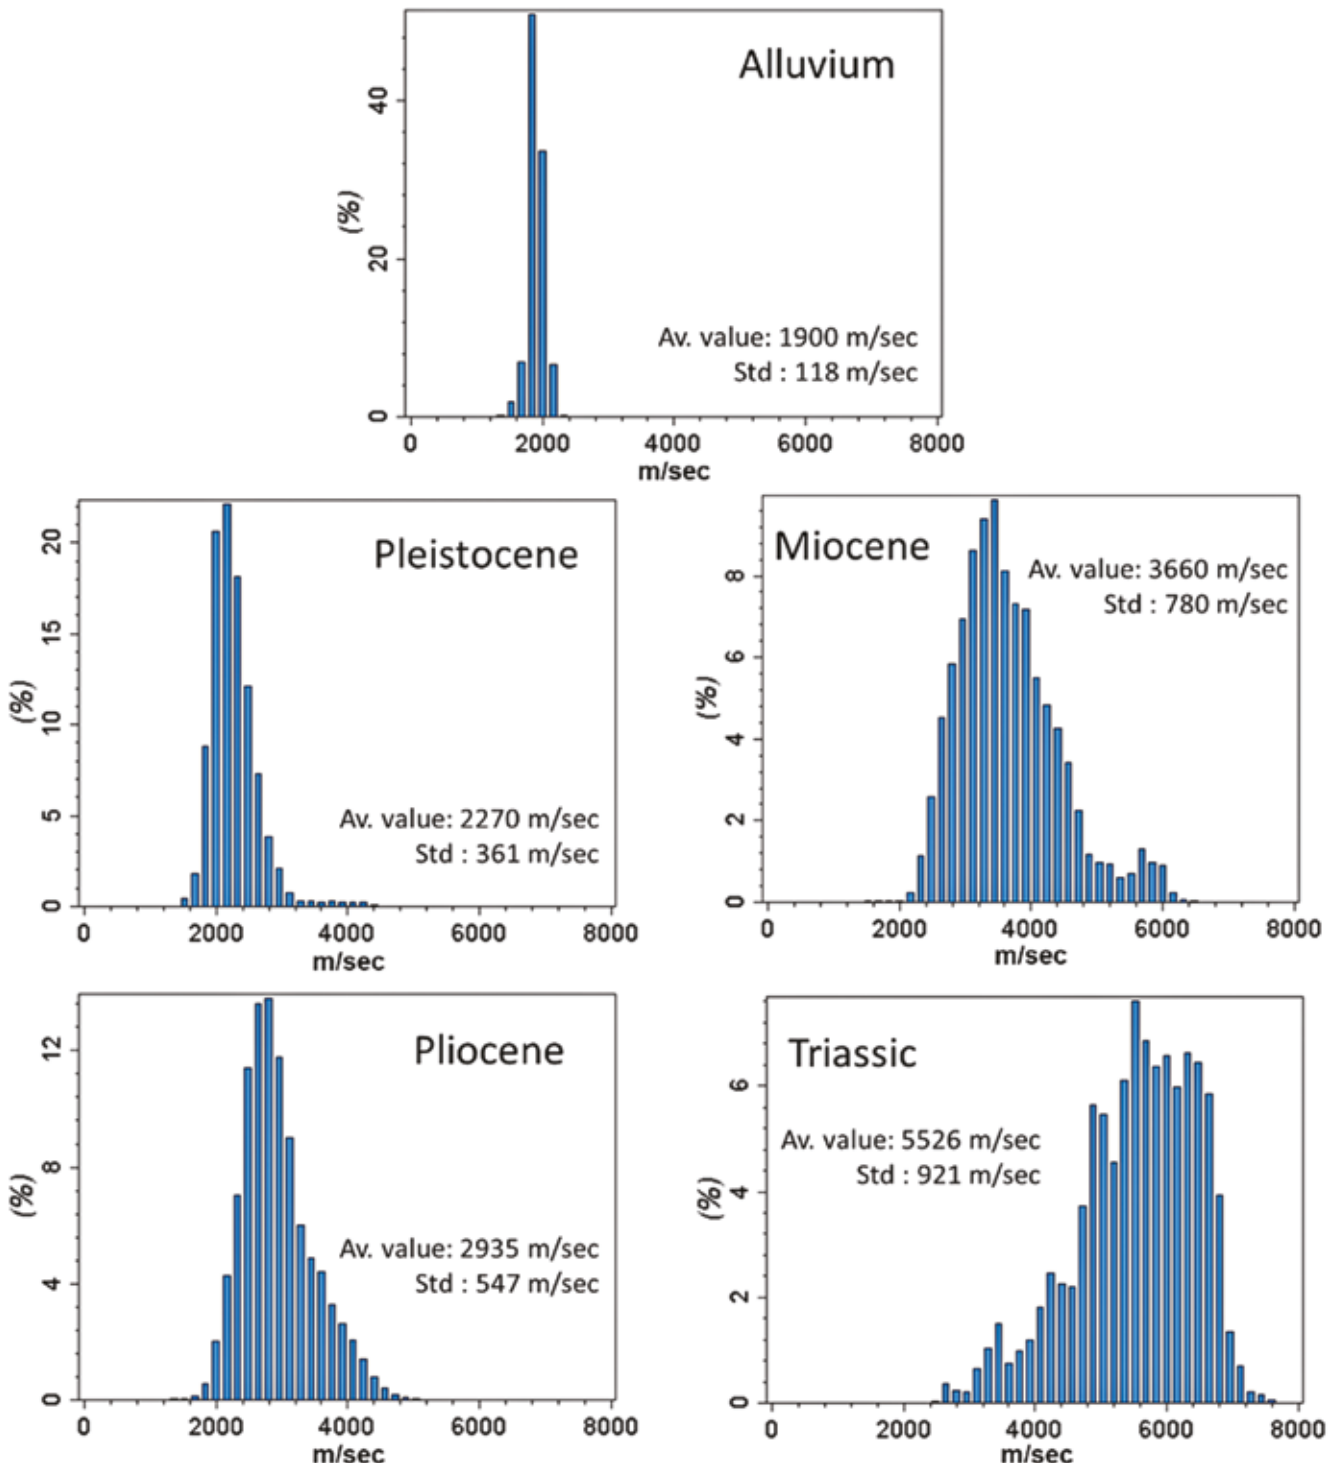 Alluvium
40
20
0
(%)
Av. value: 1900 m/sec
Std : 118 m/sec
0 2000 4000 6000 8000
m/sec
Pleistocene
20
15
10
5
0
(%)
Av. value: 2270 m/sec
Std : 361 m/sec
0 2000 4000 6000 8000
m/sec
Miocene
Av. value: 3660 m/sec
Std : 780 m/sec
8
6
4
2
0
(%)
0 2000 4000 6000 8000
m/sec
Pliocene
12
8
4
0
(%)
Av. value: 2935 m/sec
Std : 547 m/sec
0 2000 4000 6000 8000
m/sec
Triassic
Av. value: 5526 m/sec
Std : 921 m/sec
6
4
2
0
(%)
0 2000 4000 6000 8000
m/sec